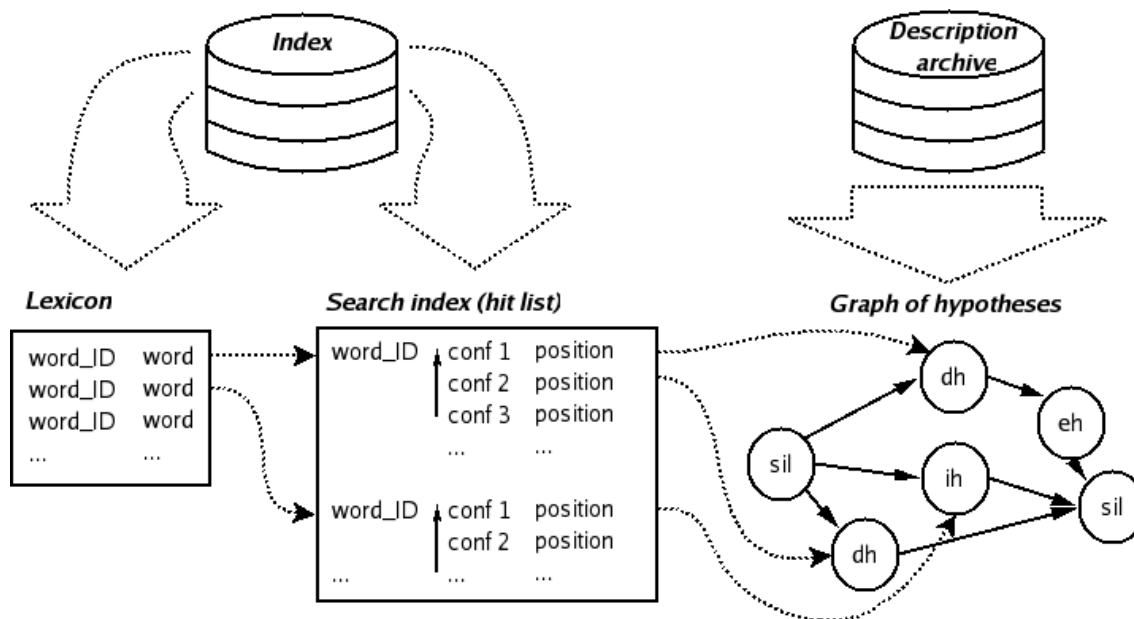 Index
Description
archive
Lexicon
word_ID word
word_ID word
word_ID word
... ...
Search index (hit list)
word_ID conf 1 position
conf 2 position
conf 3 position
... ...
word_ID conf 1 position
conf 2 position
... ... ...
Graph of hypotheses
dh
eh
sil
ih
sil
dh